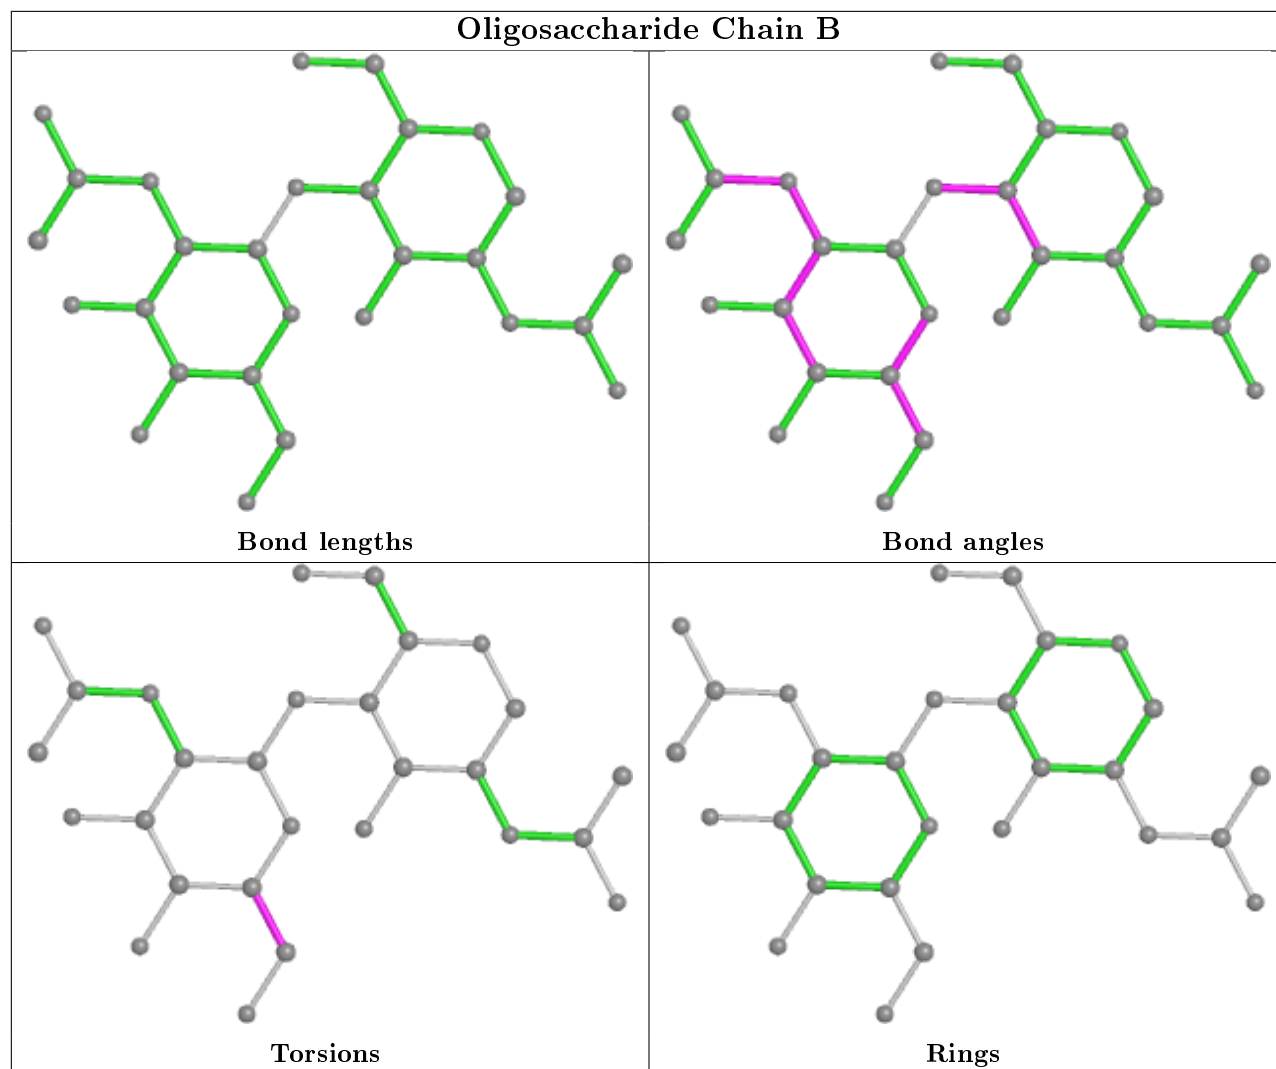 Oligosaccharide Chain B
Bond lengths
Bond angles
Torsions
Rings